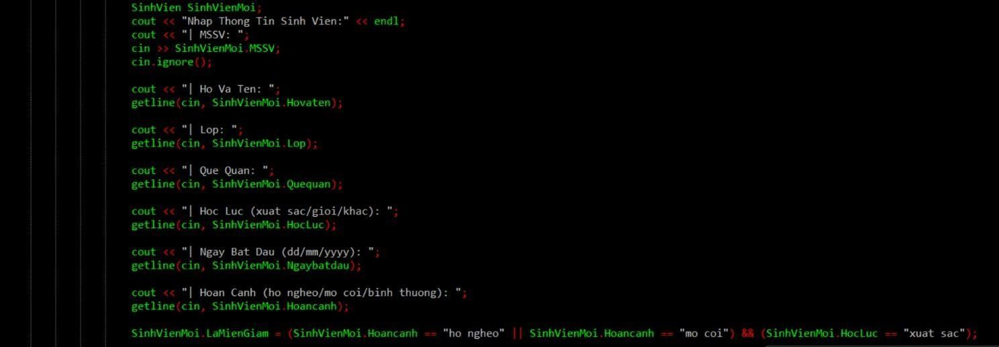 SinhVien SinhVienMoi;
cout << "Nhap Thong Tin Sinh Vien:" << endl;
cout << "| MSSV: ";
cin >> SinhVienMoi.MSSV;
cin.ignore();
cout << "| Ho Va Ten: ";
getline(cin, SinhVienMoi.Hovaten);
cout << "| Lop: ";
getline(cin, SinhVienMoi.Lop);
cout << "| Que Quan: ";
getline(cin, SinhVienMoi.Quequan);
cout << "| Hoc Luc (xuat sac/gioi/khac): ";
getline(cin, SinhVienMoi.HocLuc);
cout << "| Ngay Bat Dau (dd/mm/yyyy): ";
getline(cin, SinhVienMoi.Ngaybatdau);
cout << "| Hoan Canh (ho ngheo/mo coi/binh thuong): ";
getline(cin, SinhVienMoi.Hoancanh);
SinhVienMoi.LaMienGiam = (SinhVienMoi.Hoancanh == "ho ngheo" || SinhVienMoi.Hoancanh == "mo coi") && (SinhVienMoi.HocLuc == "xuat sac");